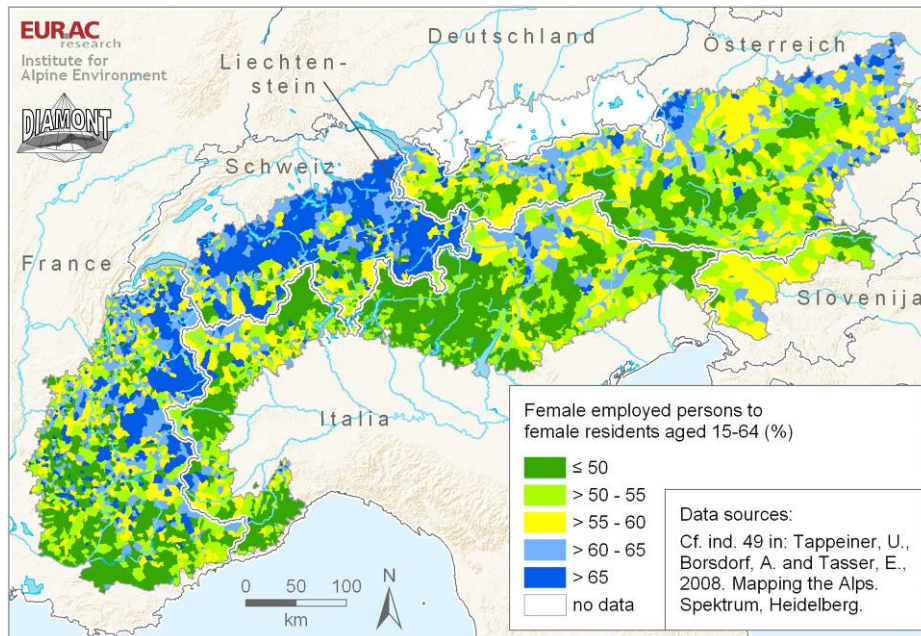 EURAC
research
Institute for
Alpine Environment
DIAMONT
Deutschland
Österreich
Liechten-
stein
Schweiz
France
Slovenija
Italia
Female employed persons to
female residents aged 15-64 (%)
≤ 50
> 50 - 55
> 55 - 60
> 60 - 65
> 65
no data
Data sources:
Cf. ind. 49 in: Tappeiner, U.,
Borsdorf, A. and Tasser, E.,
2008. Mapping the Alps.
Spektrum, Heidelberg.
0 50 100
km
N